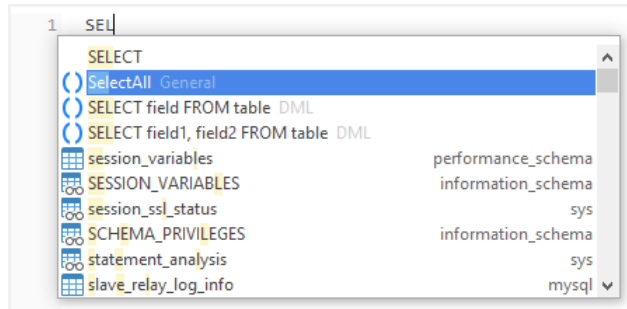 1 SEL
SELECT
SelectAll General
SELECT field FROM table DML
SELECT field1, field2 FROM table DML
session_variables performance_schema
SESSION_VARIABLES information_schema
session_ssl_status sys
SCHEMA_PRIVILEGES information_schema
statement_analysis sys
slave_relay_log_info mysql